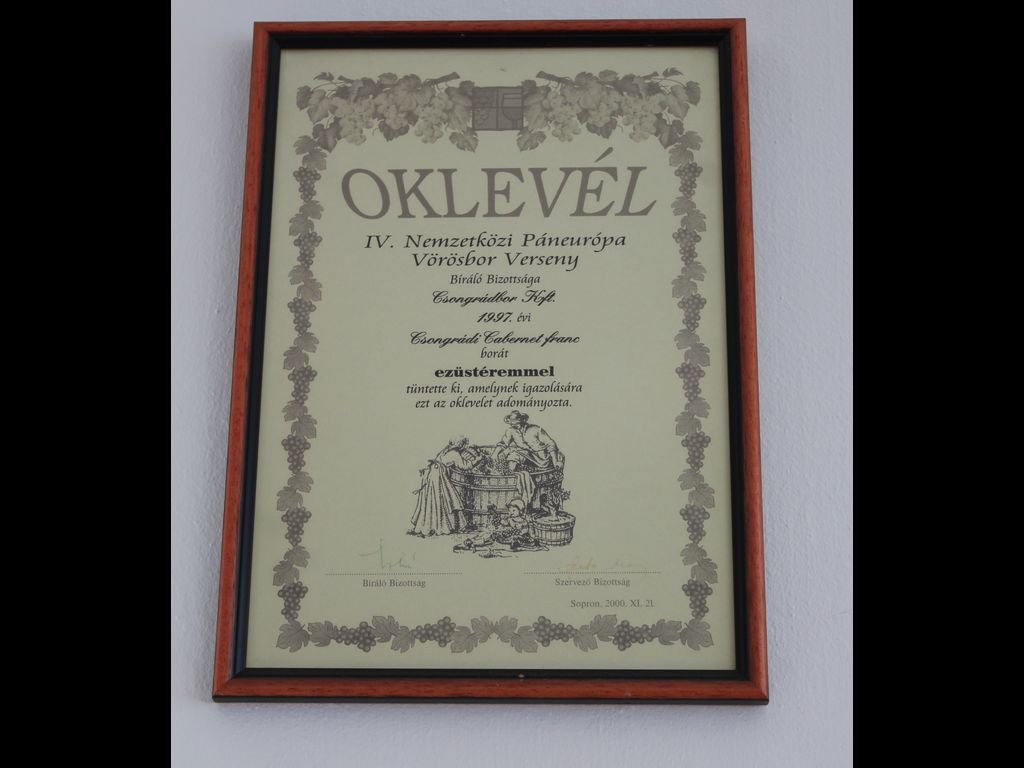 OKLEVÉL
IV. Nemzetközi Páneurópa
Vörösbor Verseny
Bíráló Bizottsága
Csongrádbor Kft.
1997. évi
Csongrádi Cabernet franc
borát
ezüstéremmel
tüntette ki, amelynek igazolására
ezt az oklevelet adományozta.
Bíráló Bizottság
Szervező Bizottság
Sopron, 2000. XI. 21.